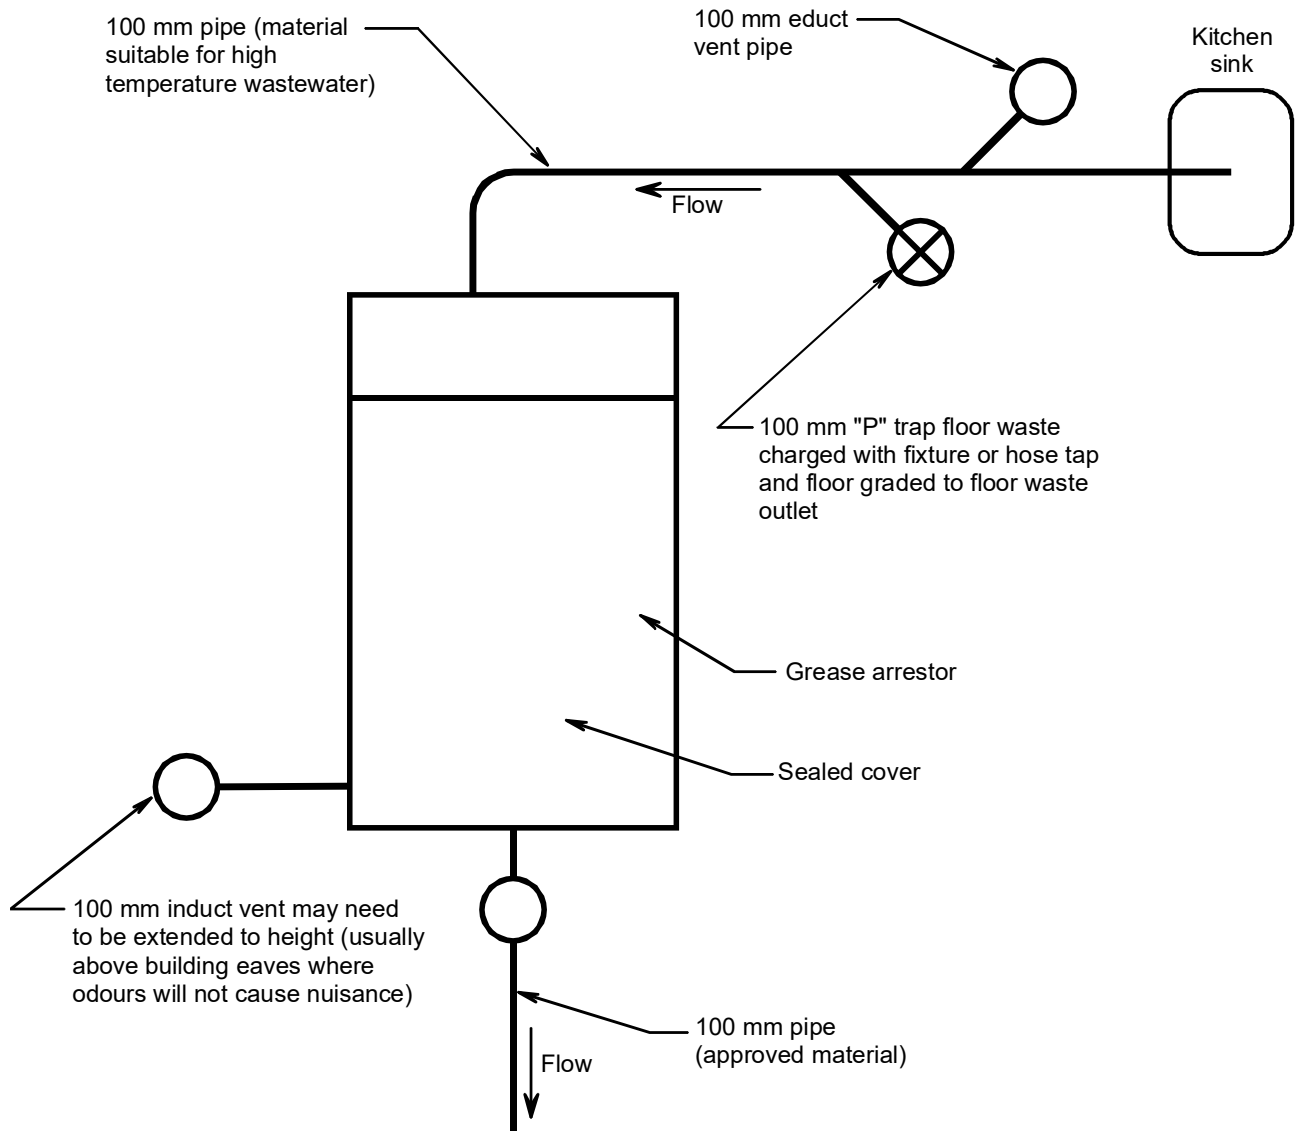 100 mm pipe (material
suitable for high
temperature wastewater)
100 mm educt
vent pipe
Kitchen
sink
Flow
100 mm "P" trap floor waste
charged with fixture or hose tap
and floor graded to floor waste
outlet
Grease arrestor
Sealed cover
100 mm induct vent may need
to be extended to height (usually
above building eaves where
odours will not cause nuisance)
100 mm pipe
(approved material)
Flow